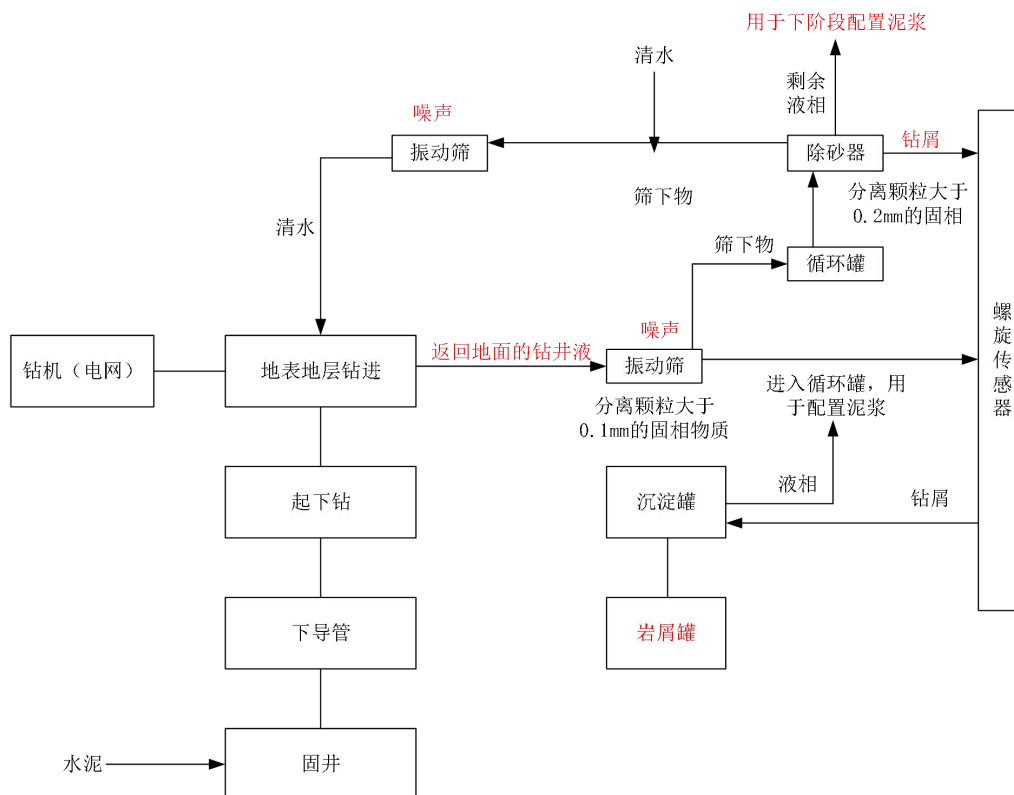 用于下阶段配置泥浆
清水
剩余
液相
噪声
振动筛
除砂器
钻屑
筛下物
分离颗粒大于
0.2mm的固相
清水
筛下物
循环罐
噪声
螺旋传感器
钻机（电网）
地表地层钻进
返回地面的钻井液
振动筛
进入循环罐，用
于配置泥浆
分离颗粒大于
0.1mm的固相物质
起下钻
沉淀罐
液相
钻屑
下导管
岩屑罐
水泥
固井